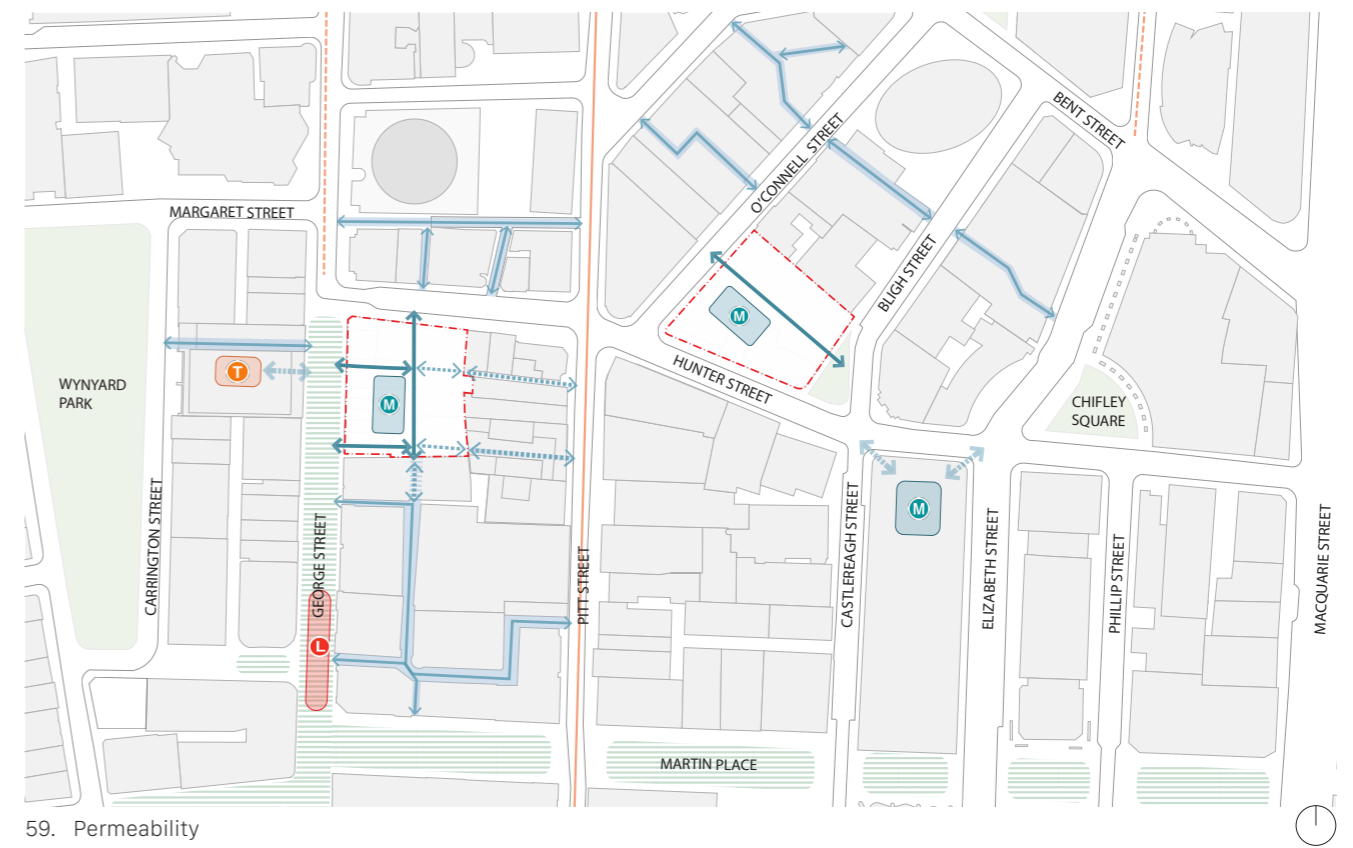 BENT STREET
O'CONNELL STREET
MARGARET STREET
BLIGH STREET
M
T
HUNTER STREET
WYNYARD
PARK
M
CHIFLEY
SQUARE
CARRINGTON STREET
GEORGE STREET
PITT STREET
CASTLEREAGH STREET
M
ELIZABETH STREET
PHILLIP STREET
MACQUARIE STREET
L
MARTIN PLACE
59. Permeability